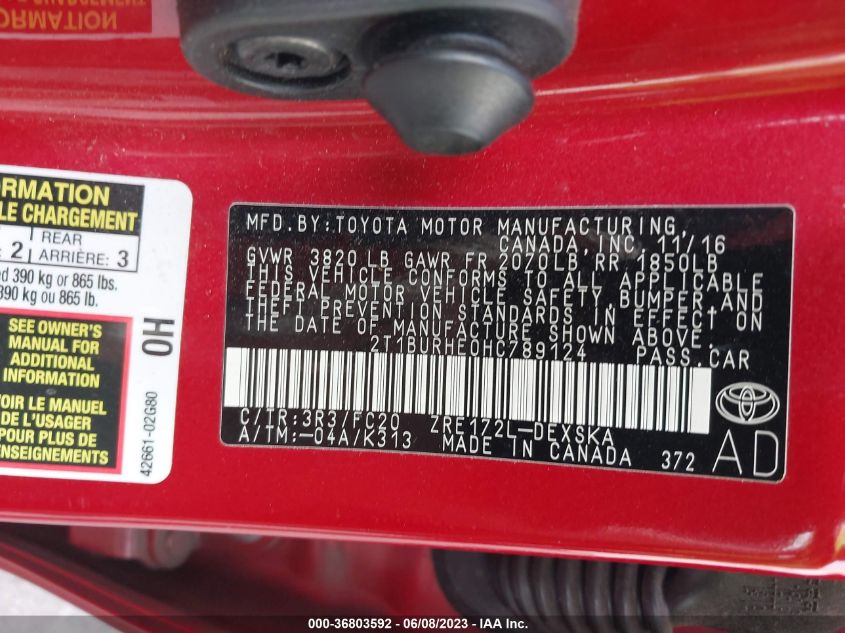 INFORMATION
ORMATION
LE CHARGEMENT
2 REAR ARRIÈRE: 3
390 kg or 865 lbs.
390 kg ou 865 lb.
SEE OWNER'S
MANUAL FOR
ADDITIONAL
INFORMATION
VOIR LE MANUEL
DE L'USAGER
POUR PLUS DE
RENSEIGNEMENTS
0H
42661-02G80
MFD.BY:TOYOTA MOTOR MANUFACTURING,
CANADA,INC. 11/16
GVWR 3820 LB GAWR FR 2070LB,RR 1850LB
THIS VEHICLE CONFORMS TO ALL APPLICABLE
FEDERAL MOTOR VEHICLE SAFETY,BUMPER,AND
THEFT PREVENTION STANDARDS IN EFFECT ON
THE DATE OF MANUFACTURE SHOWN ABOVE.
2T1BURHE0HC789124 PASS.CAR
C/TR:3R3/FC20 ZRE172L-DEXSKA
A/TM:-04A/K313 MADE IN CANADA 372
AD
000-36803592 - 06/08/2023 - IAA Inc.